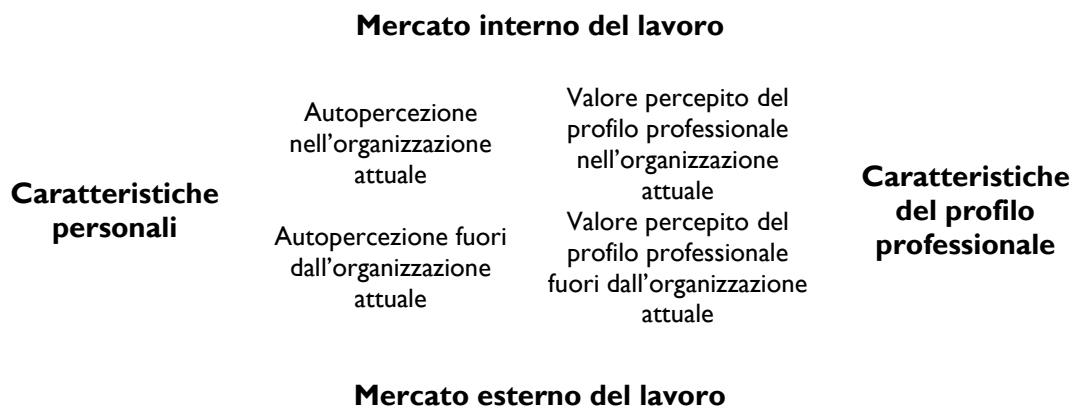 Mercato interno del lavoro
Autopercezione
nell’organizzazione
attuale
Valore percepito del
profilo professionale
nell’organizzazione
attuale
Caratteristiche
personali
Caratteristiche
del profilo
professionale
Autopercezione fuori
dall’organizzazione
attuale
Valore percepito del
profilo professionale
fuori dall’organizzazione
attuale
Mercato esterno del lavoro